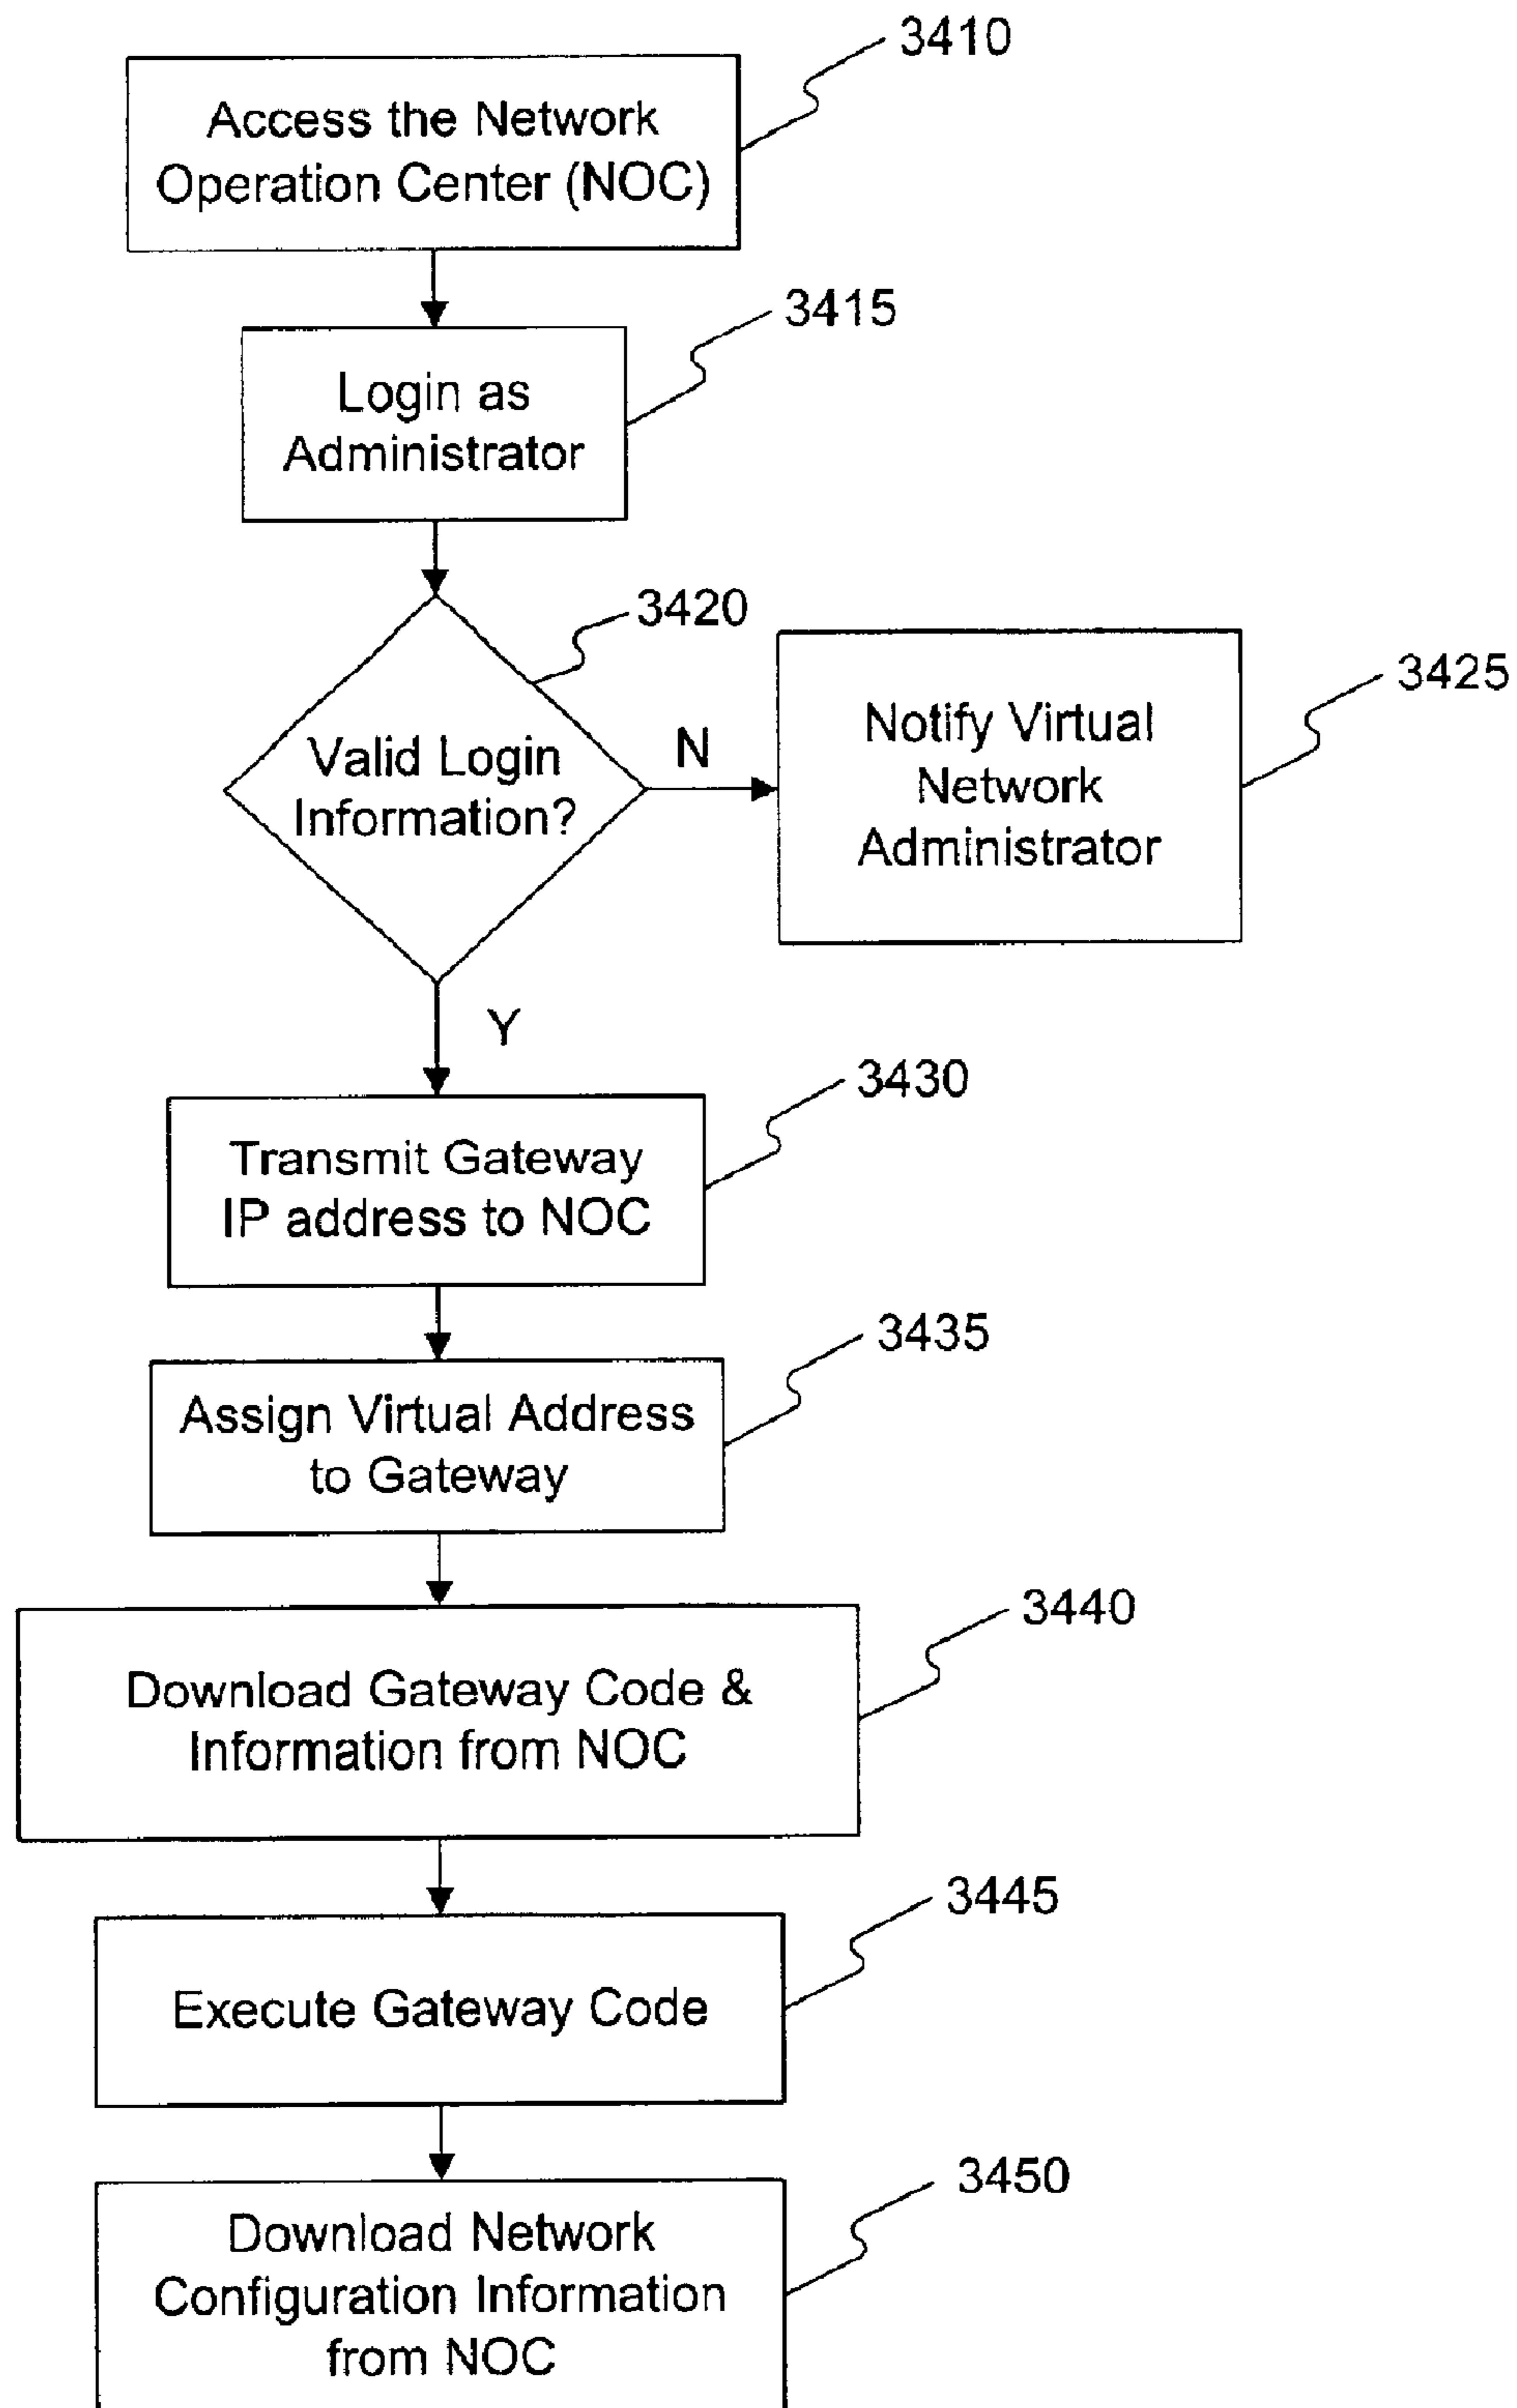 3410
Access the Network
Operation Center (NOC)
3415
Login as
Administrator
3420
Valid Login
Information?
N
3425
Notify Virtual
Network
Administrator
Y
3430
Transmit Gateway
IP address to NOC
3435
Assign Virtual Address
to Gateway
3440
Download Gateway Code &
Information from NOC
3445
Execute Gateway Code
3450
Download Network
Configuration Information
from NOC